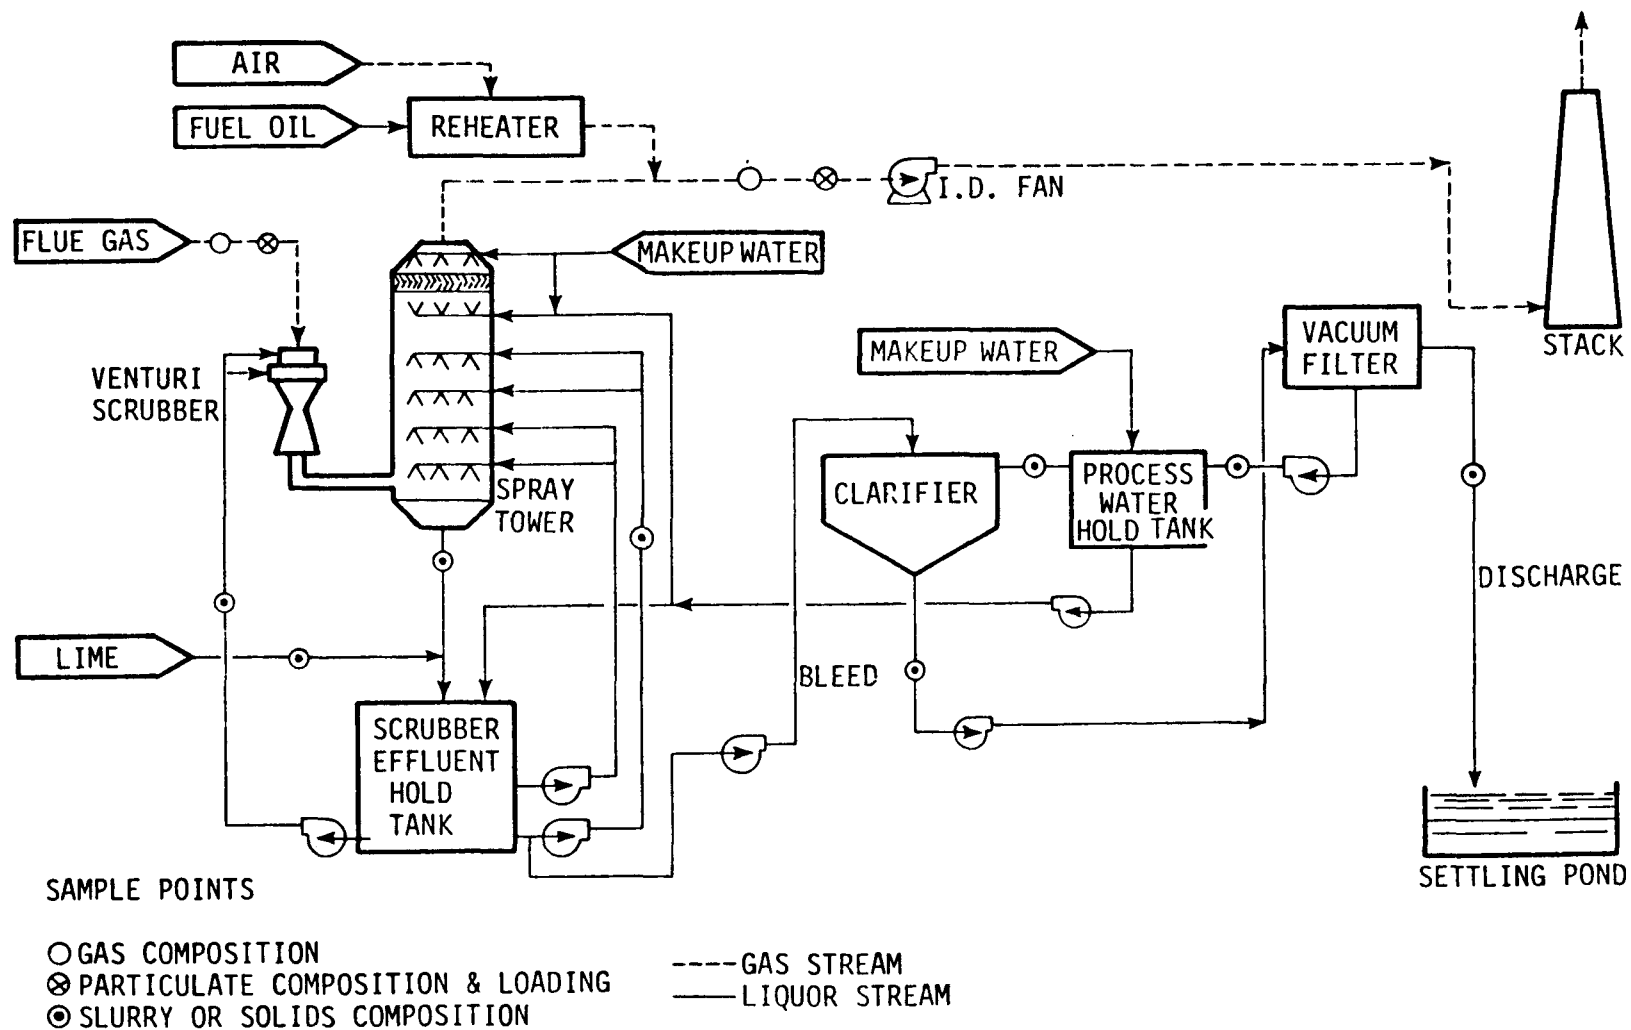 AIR
FUEL OIL
REHEATER
I.D. FAN
FLUE GAS
MAKEUP WATER
STACK
VENTURI
SCRUBBER
MAKEUP WATER
VACUUM
FILTER
SPRAY
TOWER
CLARIFIER
PROCESS
WATER
HOLD TANK
DISCHARGE
LIME
BLEED
SCRUBBER
EFFLUENT
HOLD
TANK
SETTLING POND
SAMPLE POINTS
GAS COMPOSITION
PARTICULATE COMPOSITION & LOADING
SLURRY OR SOLIDS COMPOSITION
GAS STREAM
LIQUOR STREAM